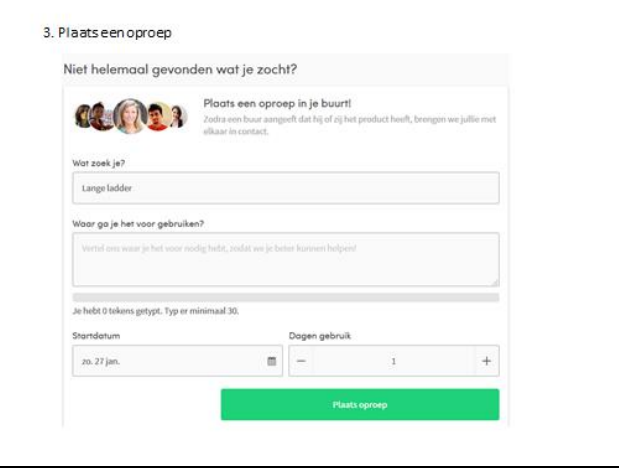 3. Plaats een oproep
Niet helemaal gevonden wat je zocht?
Plaats een oproep in je buurt!
Zodra een buur aangeeft dat hij of zij het product heeft, brengen we jullie met
elkaar in contact.
Wat zoek je?
Lange ladder
Waar ga je het voor gebruiken?
Vertel ons waar je het voor nodig hebt, zodat we je beter kunnen helpen!
Je hebt 0 tekens getypt. Typ er minimaal 30.
Startdatum
Dagen gebruik
zo. 27 jan.
− 1 +
Plaats oproep